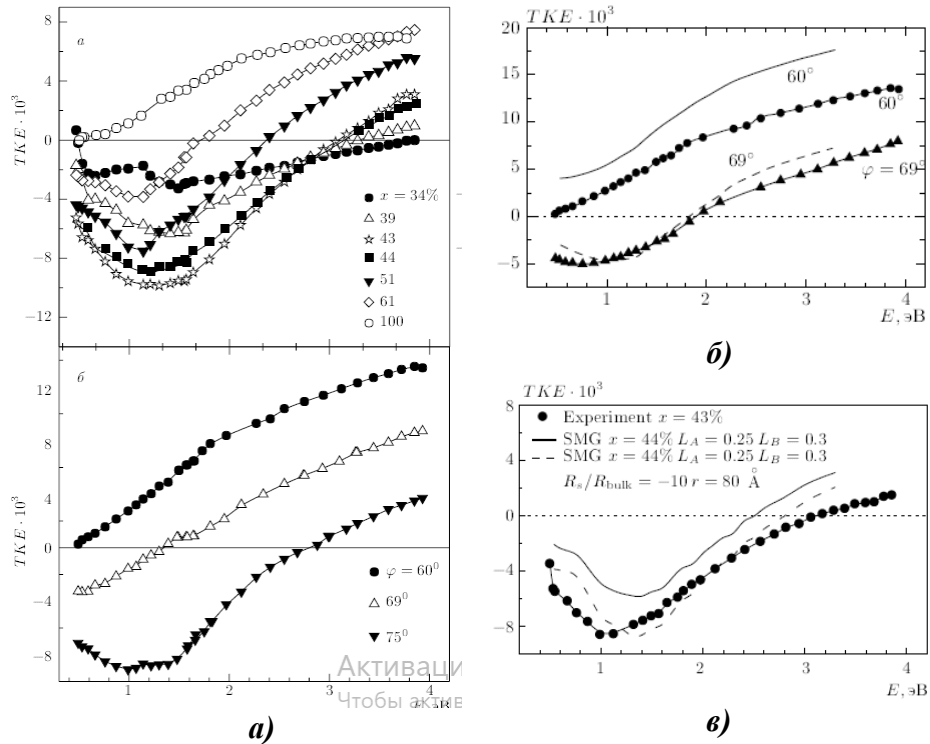 8
4
0
−4
−8
−12
TKE · 10³
а
x = 34%
39
43
44
51
61
100
12
8
4
0
−4
−8
TKE · 10³
б
φ = 60⁰
69⁰
75⁰
1 2 3 4
Активаци
Чтобы актив
E, эВ
а)
TKE · 10³
20
15
10
5
0
−5
60°
60°
69°
φ = 69°
1 2 3 4
E, эВ
б)
TKE · 10³
8
4
0
−4
−8
Experiment x = 43%
SMG x = 44% L_A = 0.25 L_B = 0.3
SMG x = 44% L_A = 0.25 L_B = 0.3
R_s/R_bulk = −10 r = 80 Å
1 2 3 4
E, эВ
в)